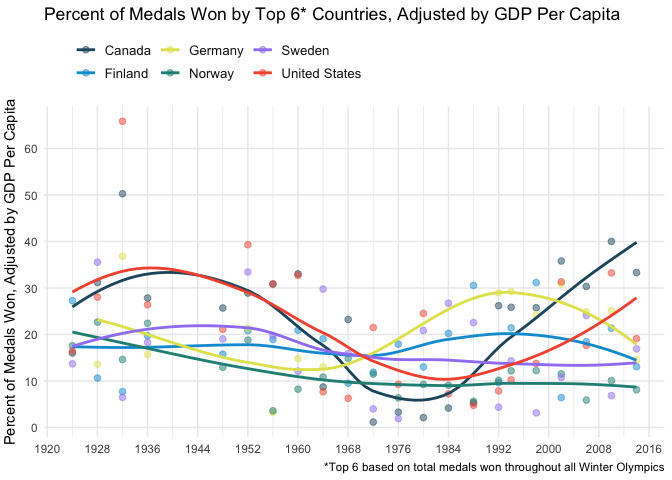 Percent of Medals Won by Top 6* Countries, Adjusted by GDP Per Capita
Canada Germany Sweden
Finland Norway United States
Percent of Medals Won, Adjusted by GDP Per Capita
60
50
40
30
20
10
0
1920 1928 1936 1944 1952 1960 1968 1976 1984 1992 2000 2008 2016
*Top 6 based on total medals won throughout all Winter Olympics